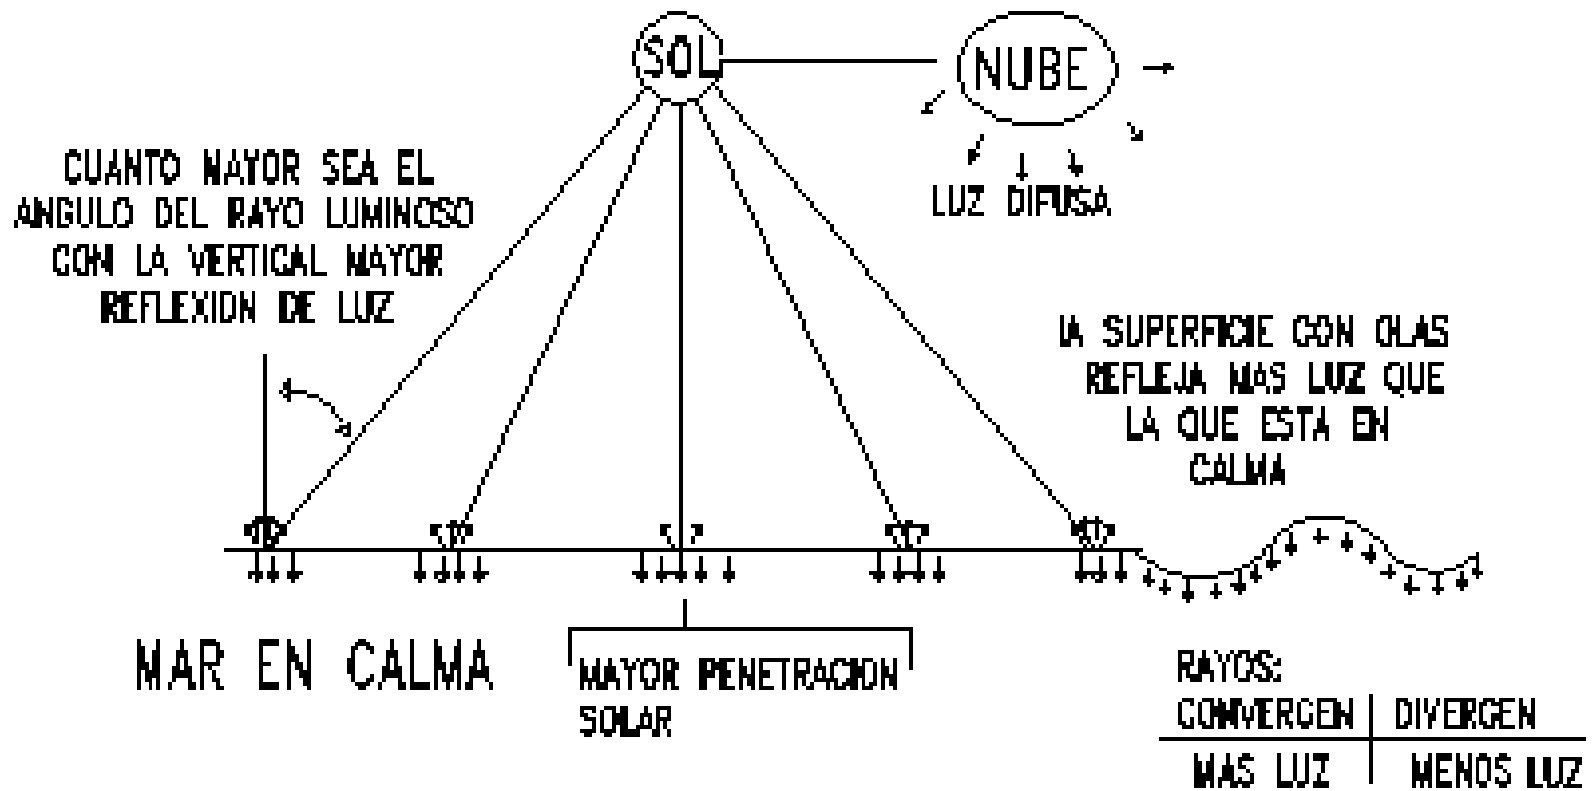 SOL
NUBE
LUZ DIFUSA
CUANTO MAYOR SEA EL
ANGULO DEL RAYO LUMINOSO
CON LA VERTICAL MAYOR
REFLEXION DE LUZ
LA SUPERFICIE CON OLAS
REFLEJA MAS LUZ QUE
LA QUE ESTA EN
CALMA
MAR EN CALMA
MAYOR PENETRACION
SOLAR
RAYOS:
CONVERGEN DIVERGEN
MAS LUZ MENOS LUZ